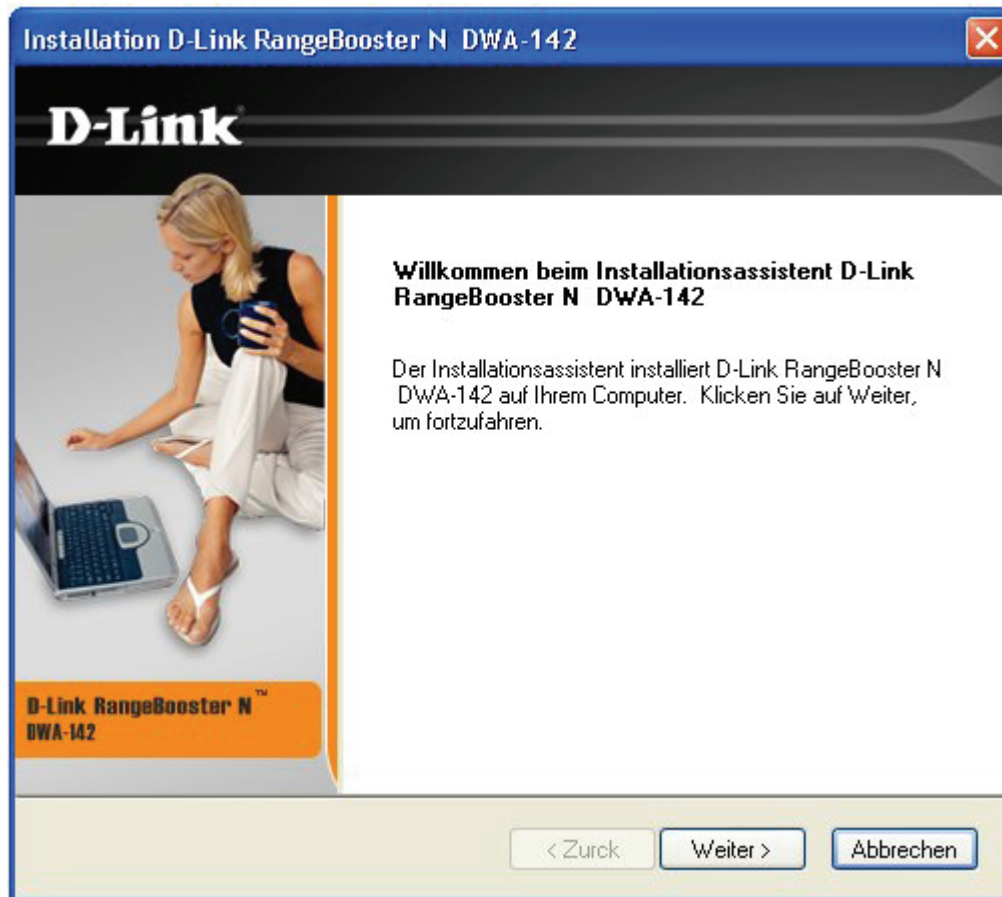 Installation D-Link RangeBooster N DWA-142
D-Link
Willkommen beim Installationsassistent D-Link
RangeBooster N DWA-142
Der Installationsassistent installiert D-Link RangeBooster N
DWA-142 auf Ihrem Computer. Klicken Sie auf Weiter,
um fortzufahren.
D-Link RangeBooster N™
DWA-142
< Zurck
Weiter >
Abbrechen